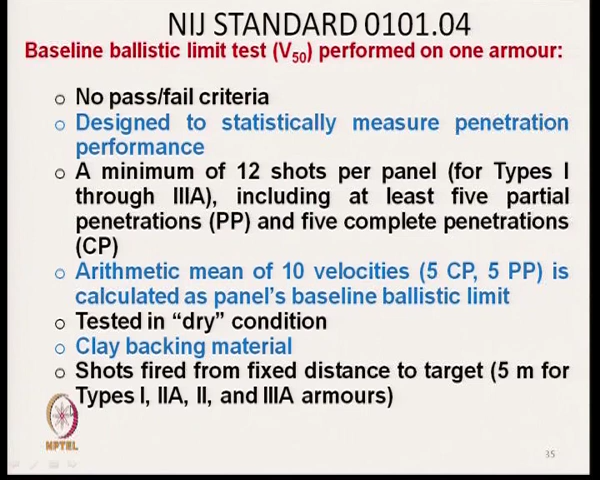 NIJ STANDARD 0101.04
Baseline ballistic limit test (V50) performed on one armour:
o No pass/fail criteria
o Designed to statistically measure penetration
performance
o A minimum of 12 shots per panel (for Types I
through IIIA), including at least five partial
penetrations (PP) and five complete penetrations
(CP)
o Arithmetic mean of 10 velocities (5 CP, 5 PP) is
calculated as panel's baseline ballistic limit
o Tested in “dry” condition
o Clay backing material
o Shots fired from fixed distance to target (5 m for
Types I, IIA, II, and IIIA armours)
NPTEL
35